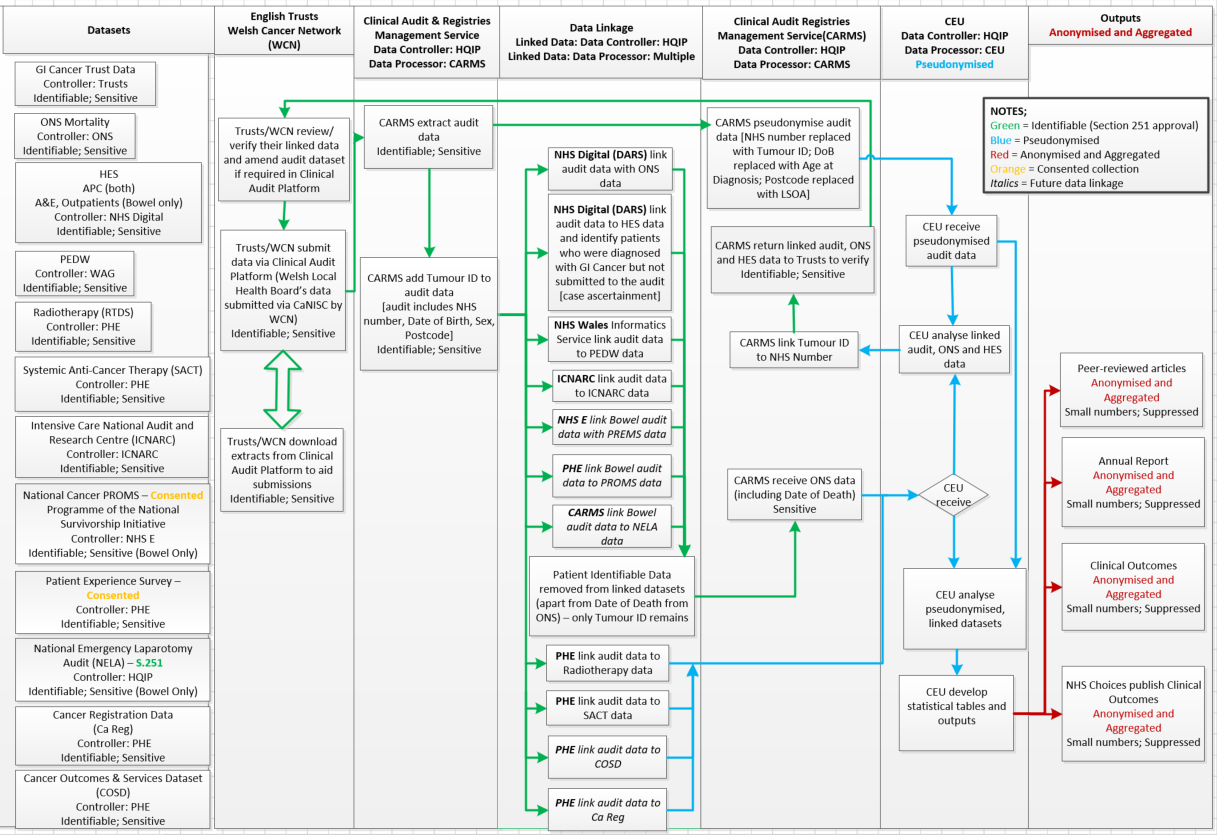 Datasets
English Trusts
Welsh Cancer Network
(WCN)
Clinical Audit & Registries
Management Service
Data Controller: HQIP
Data Processor: CARMS
Data Linkage
Linked Data: Data Controller: HQIP
Linked Data: Data Processor: Multiple
Clinical Audit Registries
Management Service(CARMS)
Data Controller: HQIP
Data Processor: CARMS
CEU
Data Controller: HQIP
Data Processor: CEU
Pseudonymised
Outputs
Anonymised and Aggregated
GI Cancer Trust Data
Controller: Trusts
Identifiable; Sensitive
ONS Mortality
Controller: ONS
Identifiable; Sensitive
HES
APC (both)
A&E, Outpatients (Bowel only)
Controller: NHS Digital
Identifiable; Sensitive
PEDW
Controller: WAG
Identifiable; Sensitive
Radiotherapy (RTDS)
Controller: PHE
Identifiable; Sensitive
Systemic Anti-Cancer Therapy (SACT)
Controller: PHE
Identifiable; Sensitive
Intensive Care National Audit and
Research Centre (ICNARC)
Controller: ICNARC
Identifiable; Sensitive
National Cancer PROMS – Consented
Programme of the National
Survivorship Initiative
Controller: NHS E
Identifiable; Sensitive (Bowel Only)
Patient Experience Survey –
Consented
Controller: PHE
Identifiable; Sensitive
National Emergency Laparotomy
Audit (NELA) – S.251
Controller: HQIP
Identifiable; Sensitive (Bowel Only)
Cancer Registration Data
(Ca Reg)
Controller: PHE
Identifiable; Sensitive
Cancer Outcomes & Services Dataset
(COSD)
Controller: PHE
Identifiable; Sensitive
Trusts/WCN review/
verify their linked data
and amend audit dataset
if required in Clinical
Audit Platform
Trusts/WCN submit
data via Clinical Audit
Platform (Welsh Local
Health Board's data
submitted via CaNISC by
WCN)
Identifiable; Sensitive
Trusts/WCN download
extracts from Clinical
Audit Platform to aid
submissions
Identifiable; Sensitive
CARMS extract audit
data
Identifiable; Sensitive
CARMS add Tumour ID to
audit data
[audit includes NHS
number, Date of Birth, Sex,
Postcode]
Identifiable; Sensitive
NHS Digital (DARS) link
audit data with ONS
data
NHS Digital (DARS) link
audit data to HES data
and identify patients
who were diagnosed
with GI Cancer but not
submitted to the audit
[case ascertainment]
NHS Wales Informatics
Service link audit data
to PEDW data
ICNARC link audit data
to ICNARC data
NHS E link Bowel audit
data with PREMS data
PHE link Bowel audit
data to PROMS data
CARMS link Bowel
audit data to NELA
data
Patient Identifiable Data
removed from linked datasets
(apart from Date of Death from
ONS) – only Tumour ID remains
PHE link audit data to
Radiotherapy data
PHE link audit data to
SACT data
PHE link audit data to
COSD
PHE link audit data to
Ca Reg
CARMS pseudonymise audit
data [NHS number replaced
with Tumour ID; DoB
replaced with Age at
Diagnosis; Postcode replaced
with LSOA]
CARMS return linked audit, ONS
and HES data to Trusts to verify
Identifiable; Sensitive
CARMS link Tumour ID
to NHS Number
CARMS receive ONS data
(including Date of Death)
Sensitive
CEU receive
pseudonymised
audit data
CEU analyse linked
audit, ONS and HES
data
CEU
receive
CEU analyse
pseudonymised,
linked datasets
CEU develop
statistical tables and
outputs
NOTES;
Green = Identifiable (Section 251 approval)
Blue = Pseudonymised
Red = Anonymised and Aggregated
Orange = Consented collection
Italics = Future data linkage
Peer-reviewed articles
Anonymised and
Aggregated
Small numbers; Suppressed
Annual Report
Anonymised and
Aggregated
Small numbers; Suppressed
Clinical Outcomes
Anonymised and
Aggregated
Small numbers; Suppressed
NHS Choices publish Clinical
Outcomes
Anonymised and
Aggregated
Small numbers; Suppressed